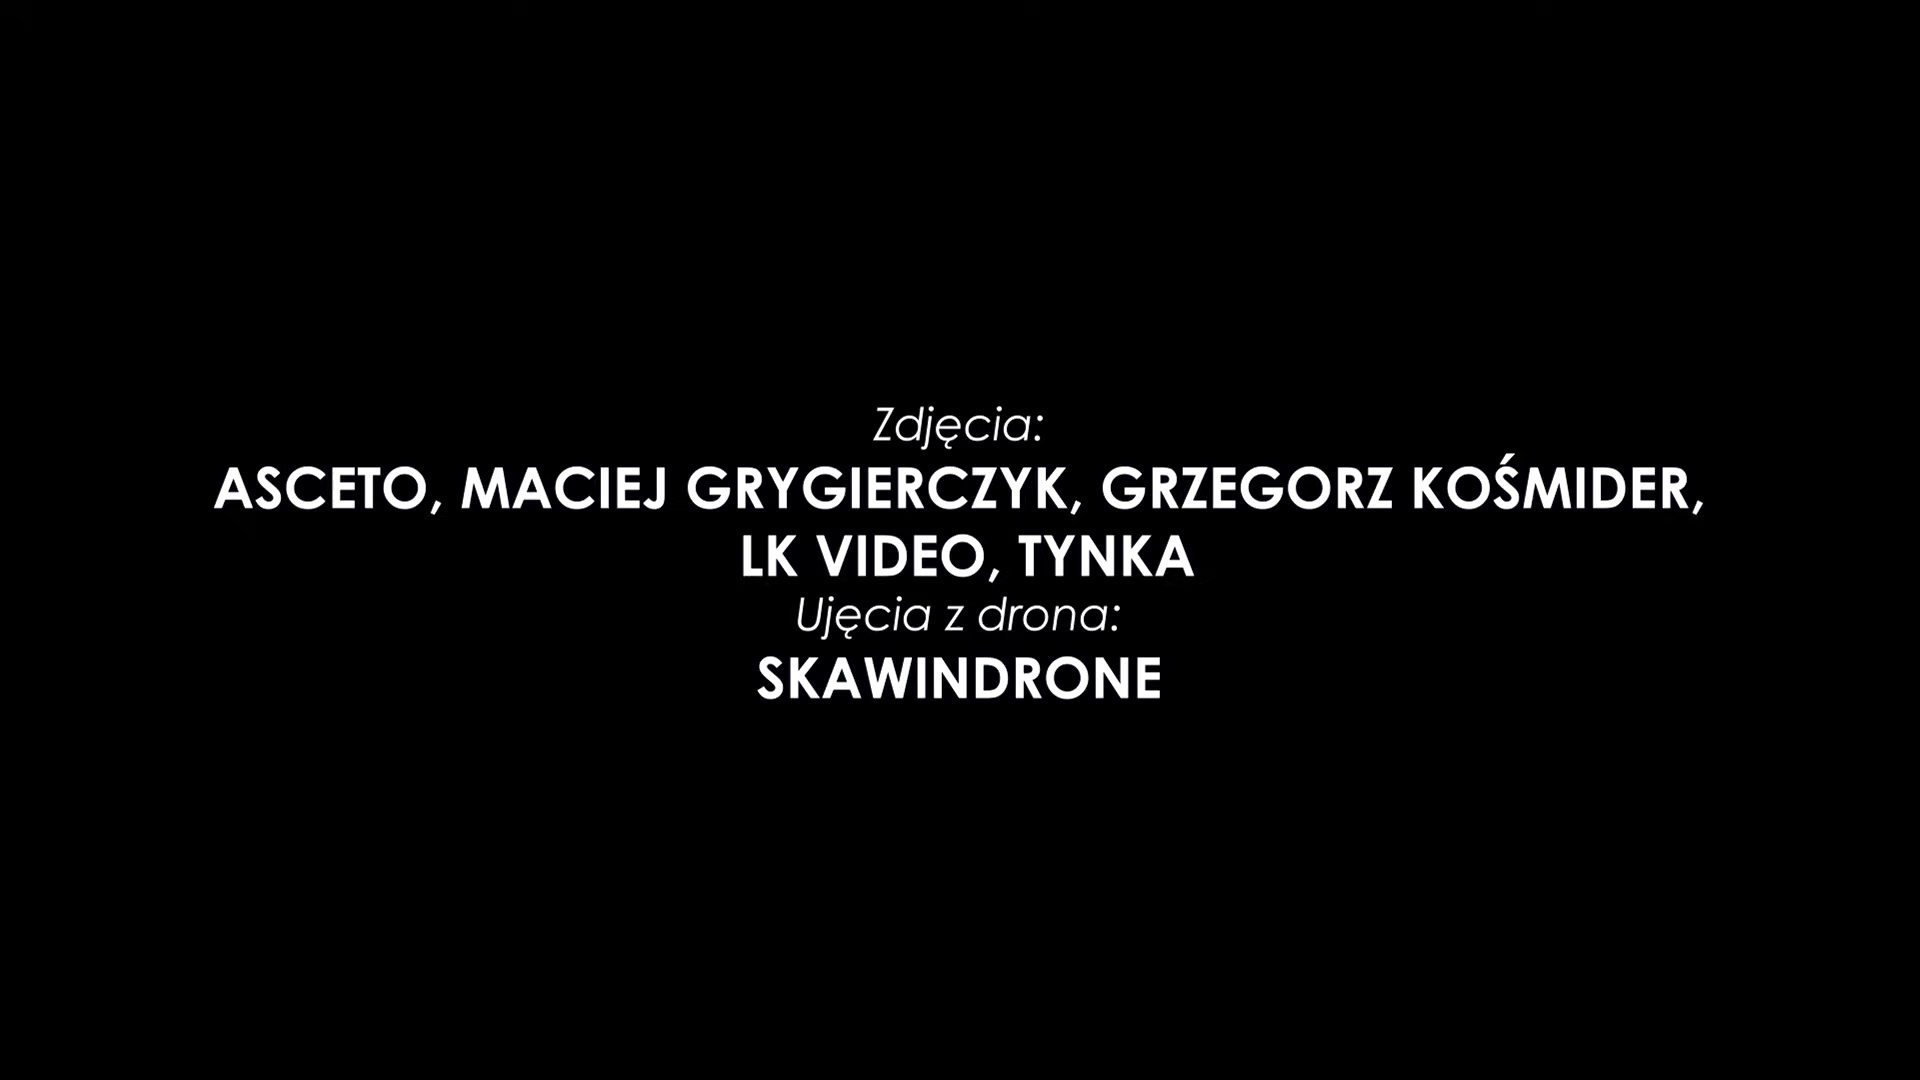 Zdjęcia:
ASCETO, MACIEJ GRYGIERCZYK, GRZEGORZ KOŚMIDER,
LK VIDEO, TYNKA
Ujęcia z drona:
SKAWINDRONE